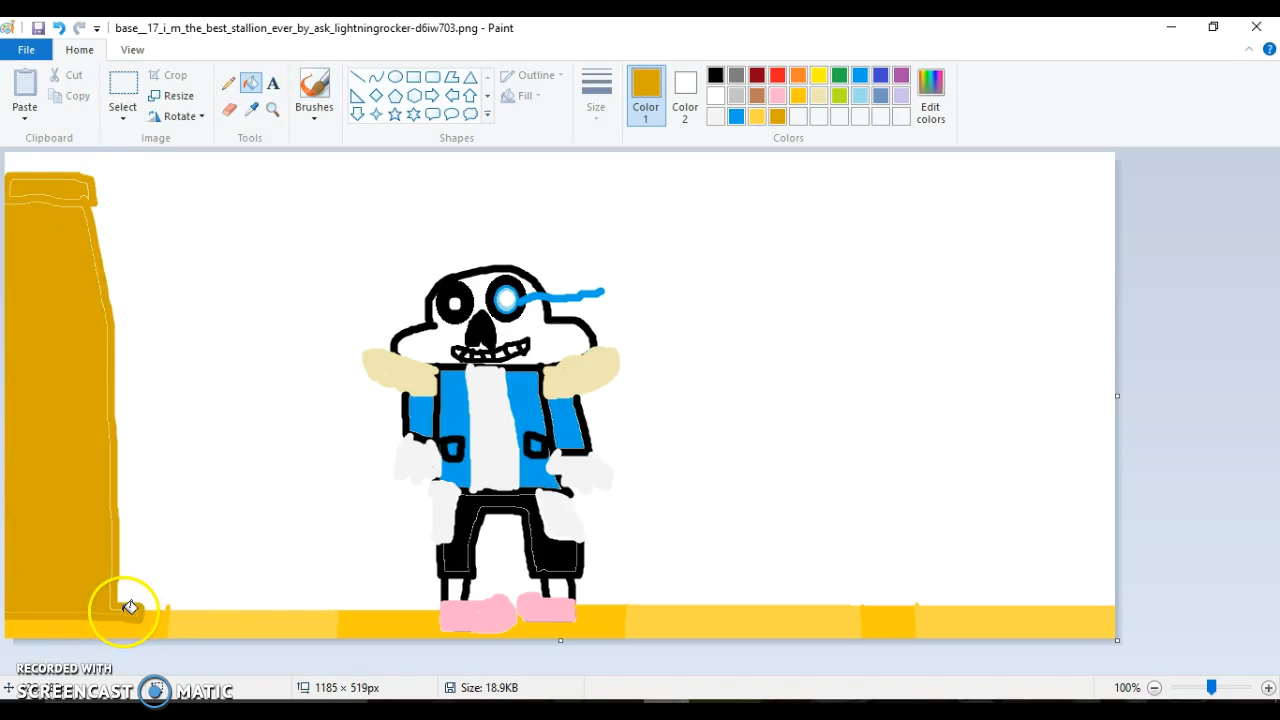 base__17_i_m_the_best_stallion_ever_by_ask_lightningrocker-d6iw703.png - Paint
File Home View
Paste
Cut
Copy
Clipboard
Select
Crop
Resize
Rotate
Image
A
Tools
Brushes
Outline
Fill
Shapes
Size
Color 1
Color 2
Edit colors
Colors
RECORDED WITH
SCREENCAST MATIC
1185 × 519px
Size: 18.9KB
100%